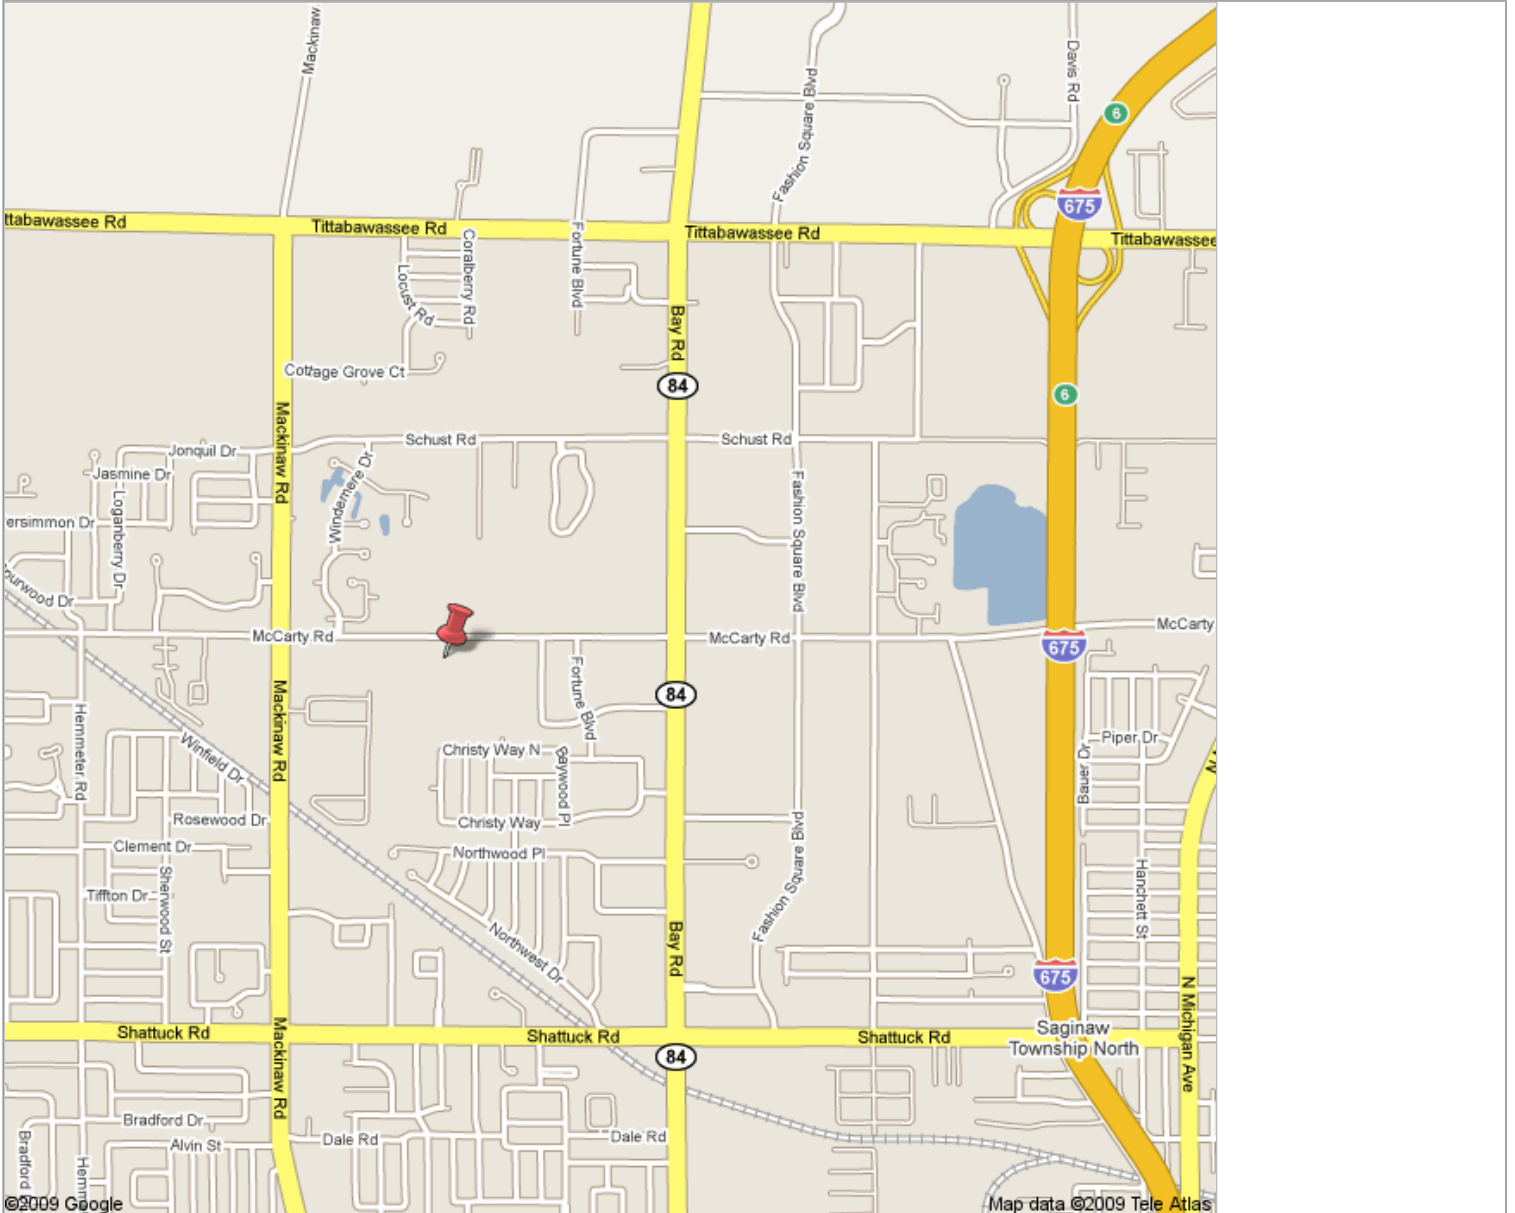 Mackinaw
Fashion Square Blvd
Davis Rd
6
675
ttabawassee Rd
Tittabawassee Rd
Tittabawassee Rd
Tittabawassee
Fortune Blvd
Coralberry Rd
Locust Rd
Bay Rd
Cottage Grove Ct
84
6
Mackinaw Rd
Schust Rd
Schust Rd
Jonquil Dr
Jasmine Dr
Windemere Dr
Loganberry Dr
Fashion Square Blvd
ersimmon Dr
ourwood Dr
McCarty Rd
McCarty Rd
McCarty
675
Fortune Blvd
84
Hemmeter Rd
Mackinaw Rd
Winfield Dr
Christy Way N
Baywood Pl
Piper Dr
Bauer Dr
N
Rosewood Dr
Christy Way
Fashion Square Blvd
Clement Dr
Northwood Pl
Sherwood St
Hanchett St
Tiffton Dr
Northwest Dr
Bay Rd
675
N Michigan Ave
Shattuck Rd
Mackinaw Rd
Shattuck Rd
Shattuck Rd
Saginaw
Township North
84
Bradford Dr
Alvin St
Dale Rd
Dale Rd
Bradford
Hemm
©2009 Google
Map data ©2009 Tele Atlas